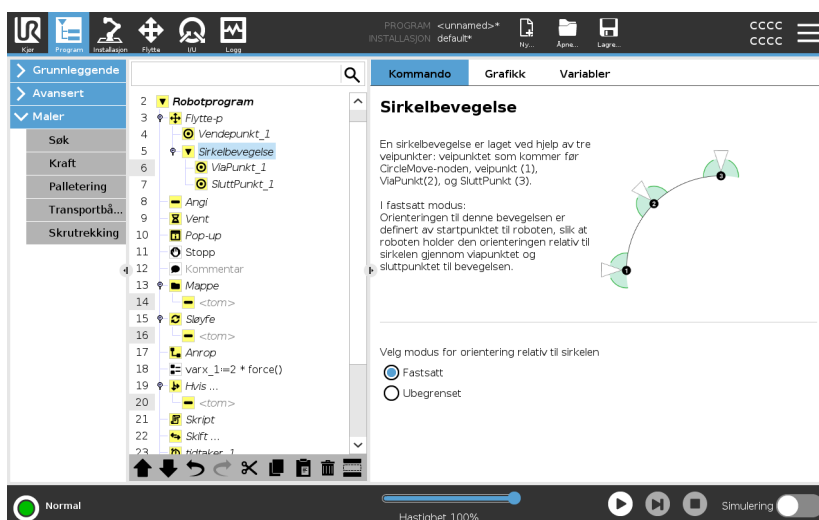 PROGRAM <unnamed>*
INSTALLASJON default*
Kjør
Program
Installasjon
Flytte
I/U
Logg
Ny...
Åpne...
Lagre...
CCCC
CCCC
Grunnleggende
Avansert
Maler
Søk
Kraft
Palletering
Transportbå...
Skrutrekking
2 Robotprogram
3 Flytte-p
4 Vendepunkt_1
5 Sirkelbevegelse
6 ViaPunkt_1
7 SluttPunkt_1
8 Angi
9 Vent
10 Pop-up
11 Stopp
12 Kommentar
13 Mappe
14 <tom>
15 Sløyfe
16 <tom>
17 Anrop
18 varx_1:=2 * force()
19 Hvis ...
20 <tom>
21 Skript
22 Skift ...
23 tidtaker_1
Kommando Grafikk Variabler
Sirkelbevegelse
En sirkelbevegelse er laget ved hjelp av tre
veipunkter: veipunktet som kommer før
CircleMove-noden, veipunkt (1),
ViaPunkt(2), og SluttPunkt (3).
I fastsatt modus:
Orienteringen til denne bevegelsen er
definert av startpunktet til roboten, slik at
roboten holder den orienteringen relativ til
sirkelen gjennom viapunktet og
sluttpunktet til bevegelsen.
1
2
3
Velg modus for orientering relativ til sirkelen
Fastsatt
Ubegrenset
Normal
Hastighet 100%
Simulering